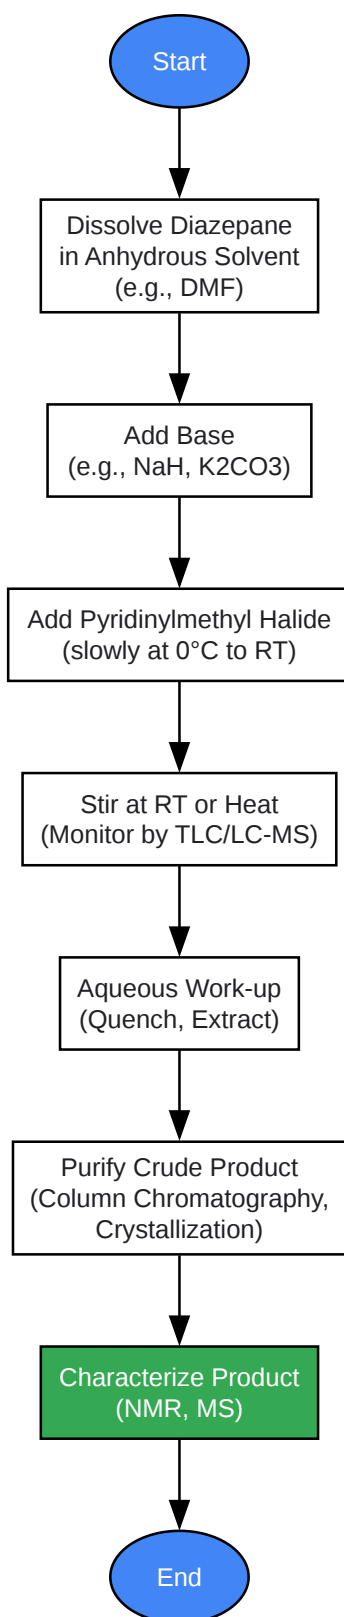 Start
Dissolve Diazepane
in Anhydrous Solvent
(e.g., DMF)
Add Base
(e.g., NaH, K2CO3)
Add Pyridinylmethyl Halide
(slowly at 0°C to RT)
Stir at RT or Heat
(Monitor by TLC/LC-MS)
Aqueous Work-up
(Quench, Extract)
Purify Crude Product
(Column Chromatography,
Crystallization)
Characterize Product
(NMR, MS)
End